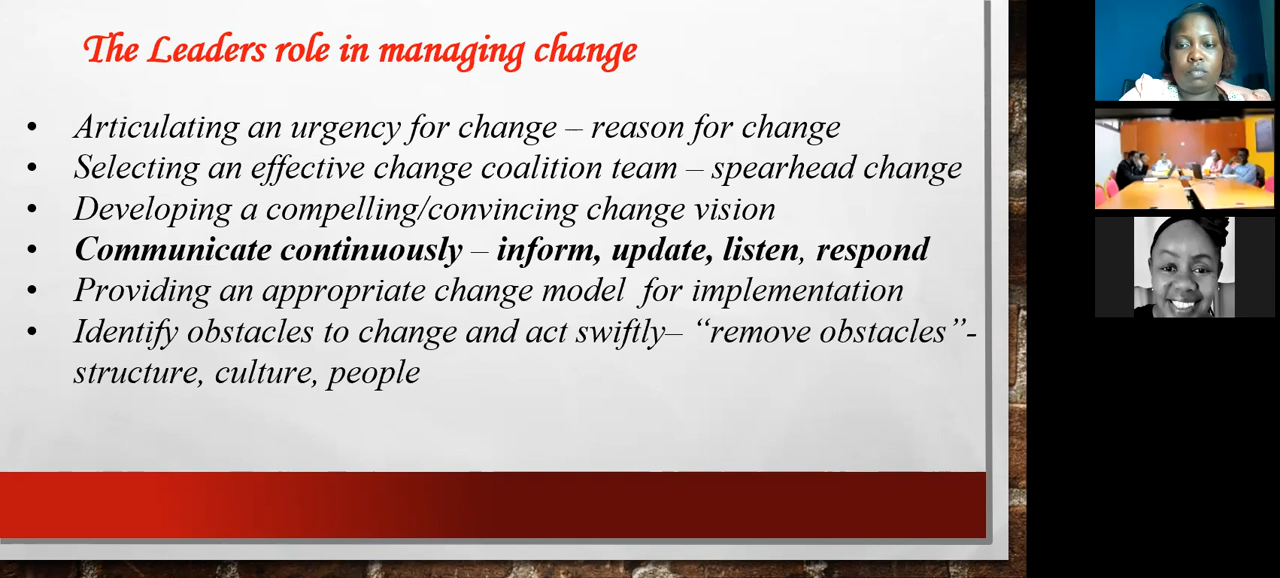 The Leaders role in managing change
• Articulating an urgency for change – reason for change
• Selecting an effective change coalition team – spearhead change
• Developing a compelling/convincing change vision
• Communicate continuously – inform, update, listen, respond
• Providing an appropriate change model for implementation
• Identify obstacles to change and act swiftly– “remove obstacles”-
structure, culture, people